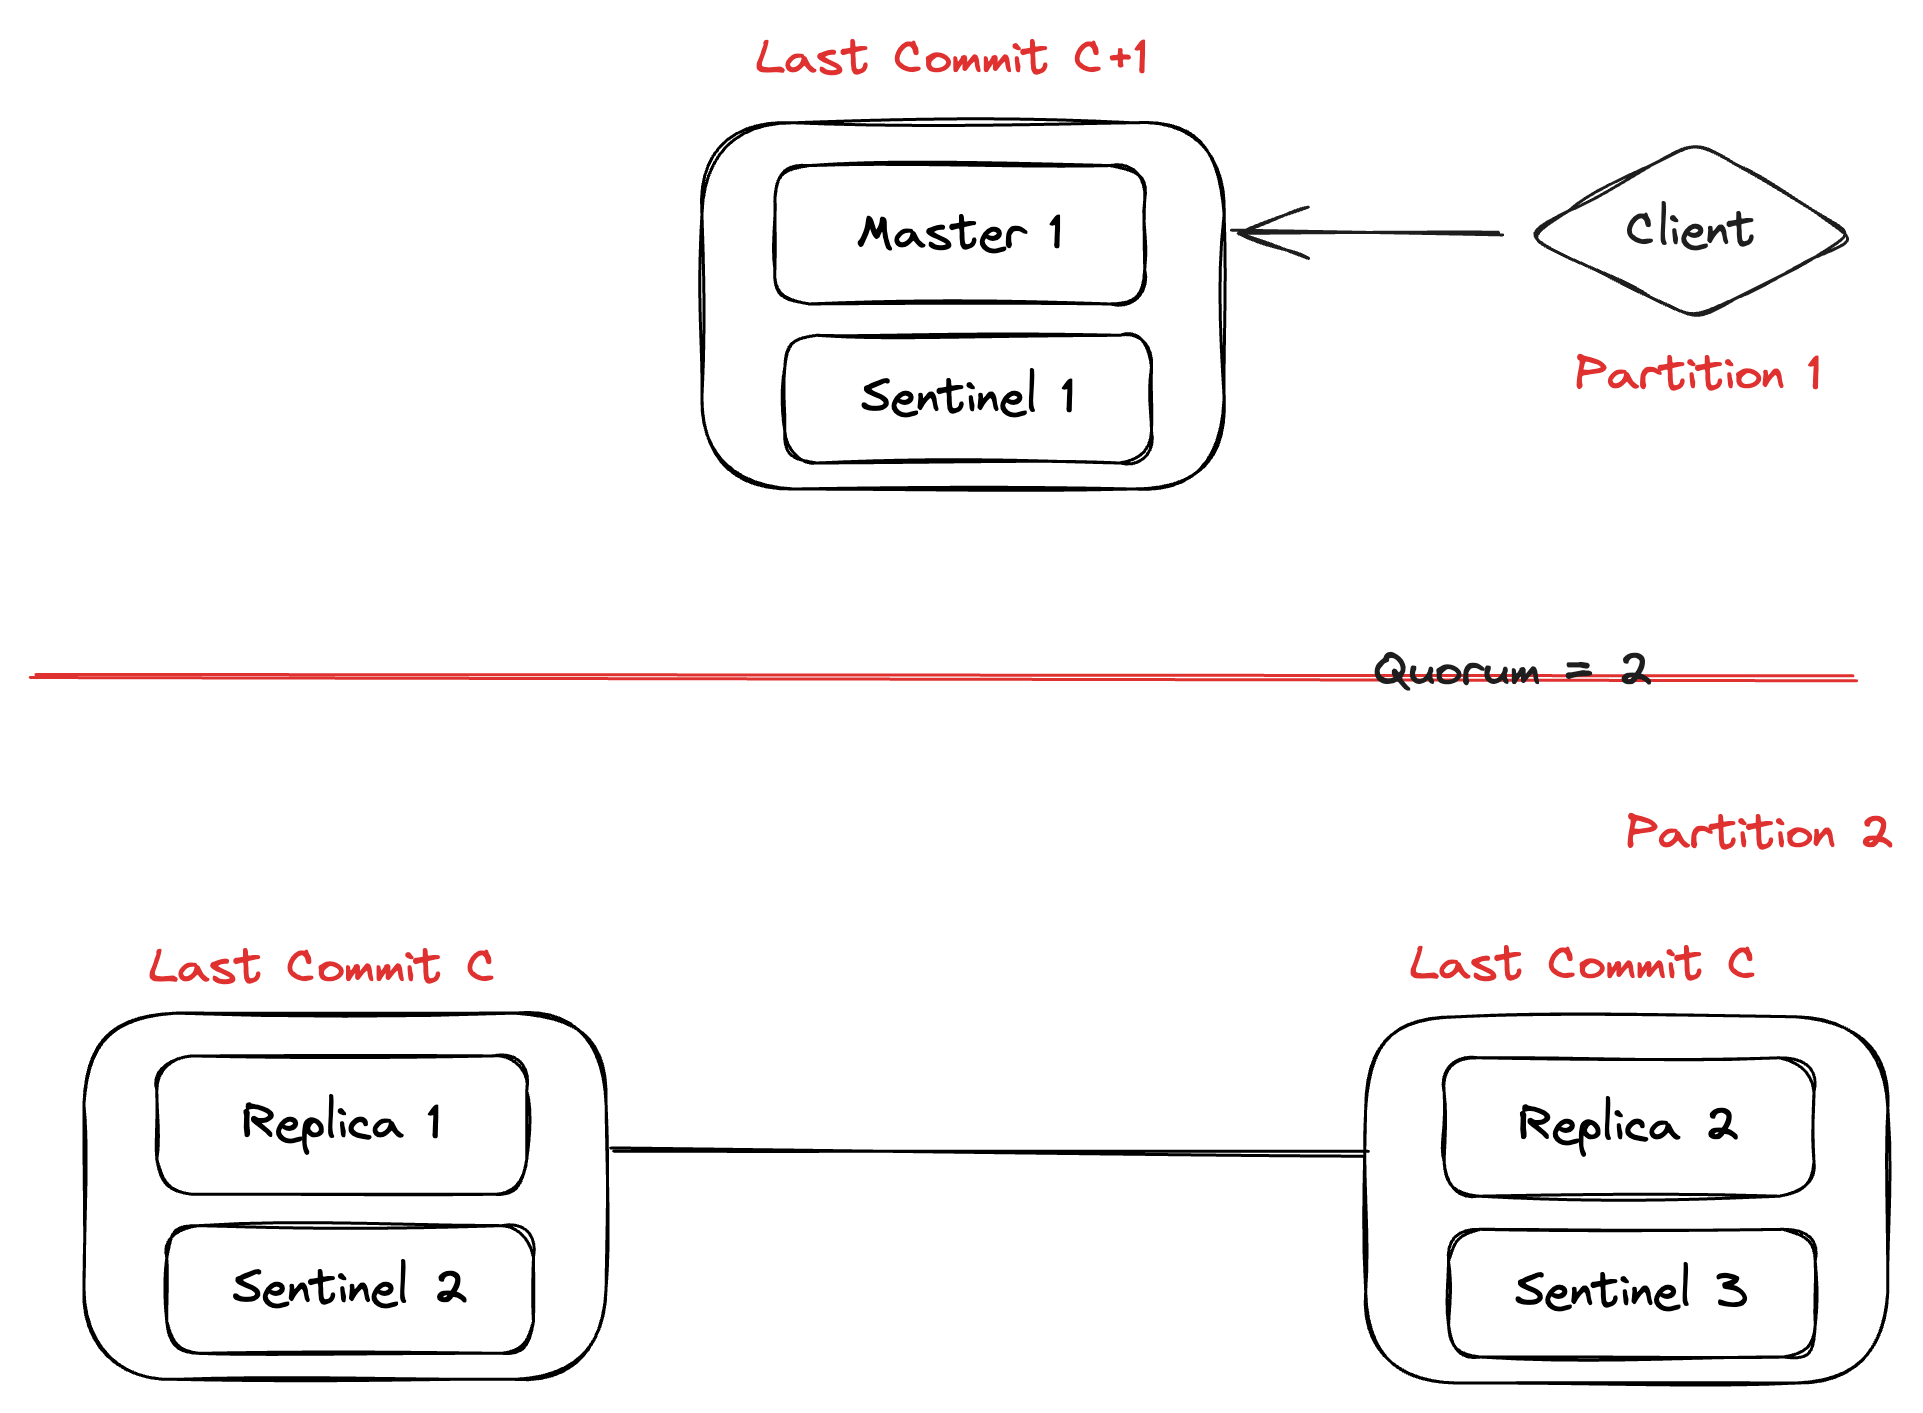 Last Commit C+1
Master 1
Client
Sentinel 1
Partition 1
Quorum = 2
Partition 2
Last Commit C
Last Commit C
Replica 1
Replica 2
Sentinel 2
Sentinel 3